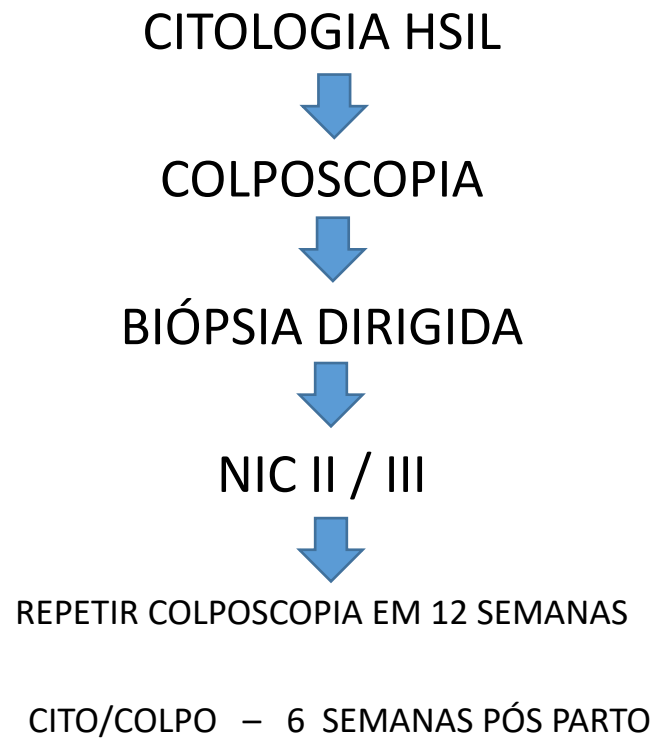 CITOLOGIA HSIL
COLPOSCOPIA
BIÓPSIA DIRIGIDA
NIC II / III
REPETIR COLPOSCOPIA EM 12 SEMANAS
CITO/COLPO – 6 SEMANAS PÓS PARTO